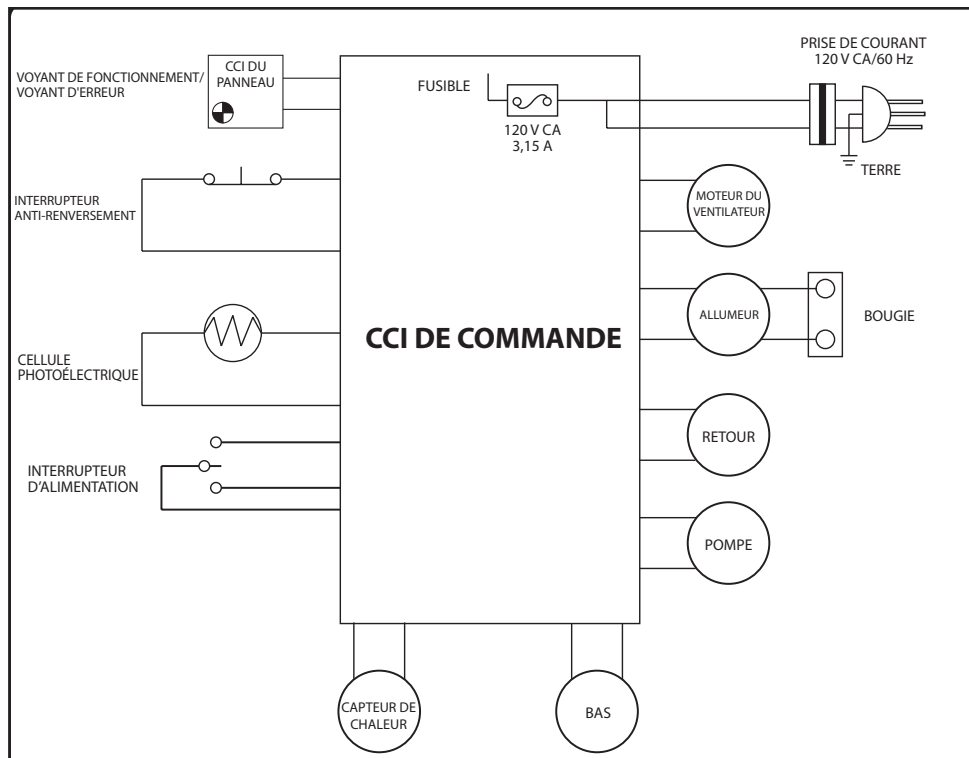 PRISE DE COURANT
120 V CA/60 Hz
VOYANT DE FONCTIONNEMENT/
VOYANT D'ERREUR
CCI DU
PANNEAU
FUSIBLE
120 V CA
3,15 A
TERRE
INTERRUPTEUR
ANTI-RENVERSEMENT
MOTEUR DU
VENTILATEUR
CCI DE COMMANDE
ALLUMEUR
BOUGIE
CELLULE
PHOTOÉLECTRIQUE
RETOUR
INTERRUPTEUR
D’ALIMENTATION
POMPE
CAPTEUR DE
CHALEUR
BAS